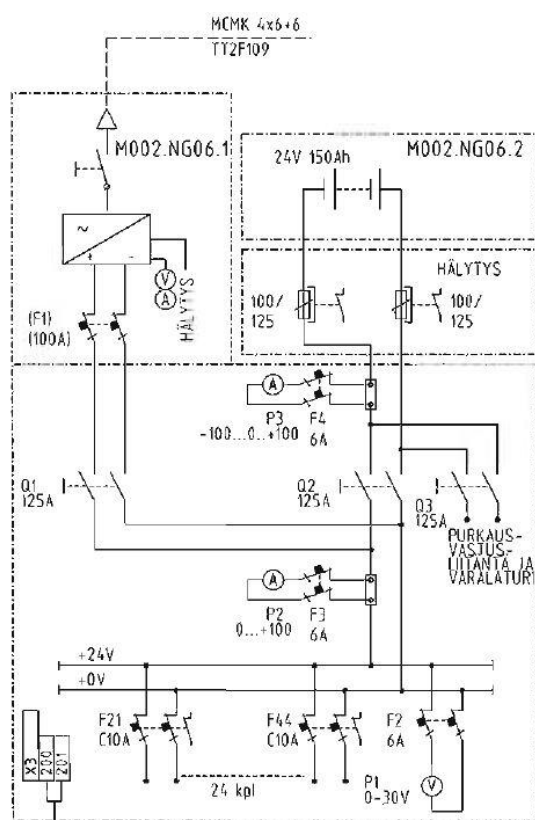 MCMK 4x6+6
TT2F109
M002.NG06.1
M002.NG06.2
24V 150Ah
~
+ -
V
A
HÄLYTYS
HÄLYTYS
(F1)
(100A)
100/
125
100/
125
A
P3
-100...0..+100
F4
6A
Q1
125A
Q2
125A
Q3
125A
PURKAUS-
VASTUS-
LIITÄNTÄ JA
VARALATURI
A
P2
0...+100
F3
6A
+24V
+0V
F21
C10A
F44
C10A
F2
6A
24 kpl
P1
0-30V
V
X3
200
201